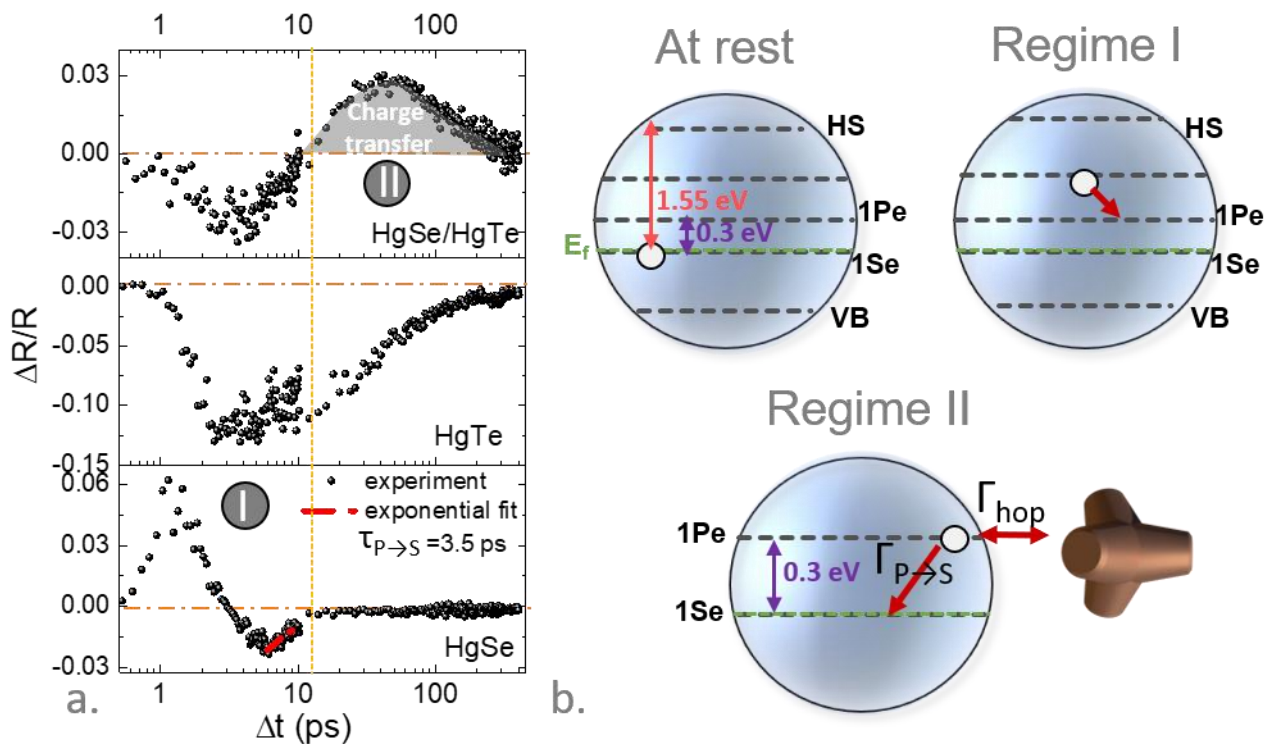 1 10 100
0.03
0.00
-0.03
Charge
transfer
II
HgSe/HgTe
0.00
-0.05
-0.10
-0.15
HgTe
ΔR/R
0.06
0.03
0.00
-0.03
I
experiment
exponential fit
τP→S =3.5 ps
HgSe
1 10 100
Δt (ps)
a.
At rest
HS
1.55 eV
1Pe
0.3 eV
Ef
1Se
VB
Regime I
HS
1Pe
1Se
VB
Regime II
Γhop
1Pe
0.3 eV
ΓP→S
1Se
b.